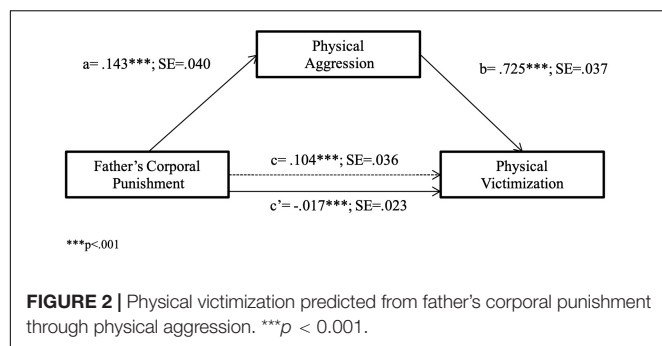 Physical
Aggression
a= .143***; SE=.040
b= .725***; SE=.037
Father's Corporal
Punishment
c= .104***; SE=.036
c'= -.017***; SE=.023
Physical
Victimization
***p<.001
FIGURE 2 | Physical victimization predicted from father's corporal punishment
through physical aggression. ***p < 0.001.